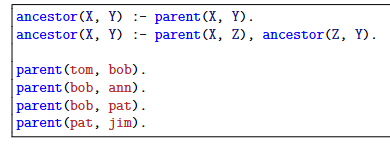 ancestor(X, Y) :- parent(X, Y).
ancestor(X, Y) :- parent(X, Z), ancestor(Z, Y).
parent(tom, bob).
parent(bob, ann).
parent(bob, pat).
parent(pat, jim).